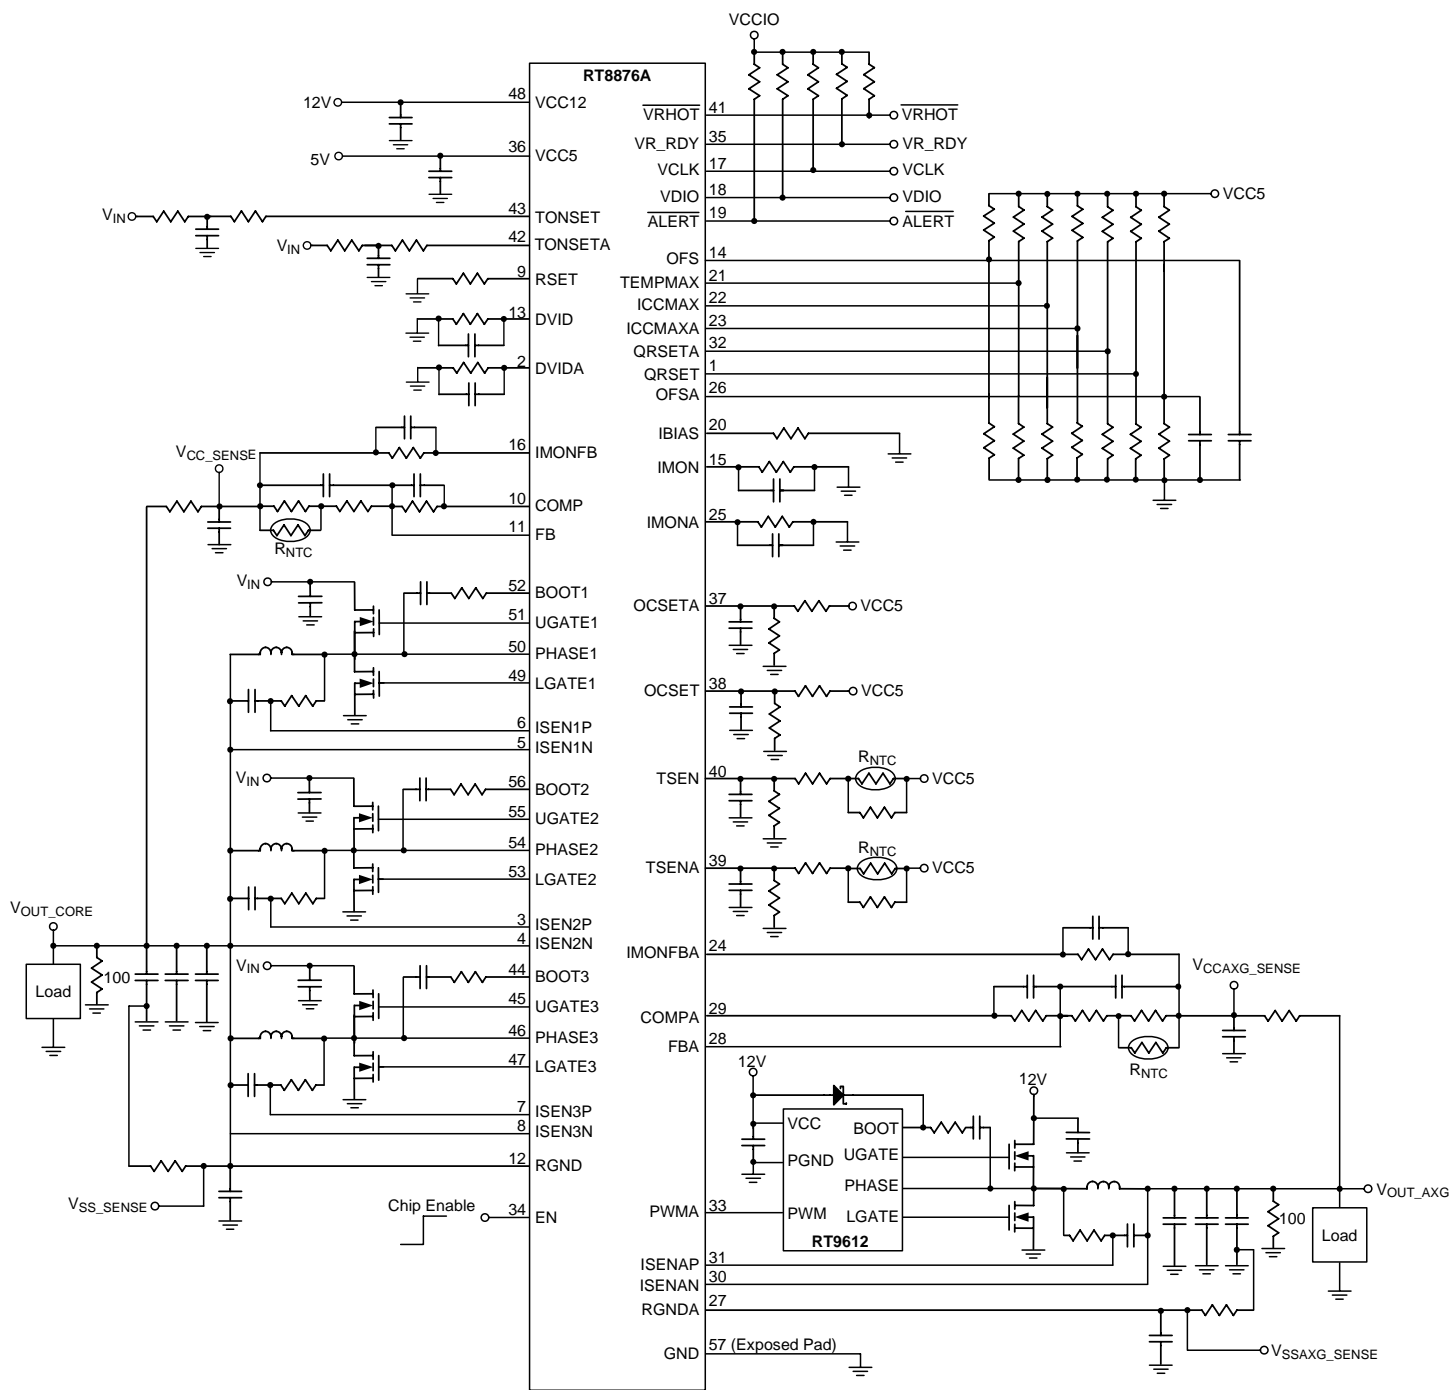 VCCIO
RT8876A
12V
48
VCC12
5V
36
VCC5
VIN
43
TONSET
VIN
42
TONSETA
9
RSET
13
DVID
2
DVIDA
VCC_SENSE
16
IMONFB
10
COMP
11
FB
RNTC
VIN
52
BOOT1
51
UGATE1
50
PHASE1
49
LGATE1
6
ISEN1P
5
ISEN1N
VIN
56
BOOT2
55
UGATE2
54
PHASE2
53
LGATE2
VOUT_CORE
3
ISEN2P
4
ISEN2N
Load
100
VIN
44
BOOT3
45
UGATE3
46
PHASE3
47
LGATE3
7
ISEN3P
8
ISEN3N
12
RGND
VSS_SENSE
Chip Enable
34
EN
VRHOT
41
VRHOT
VR_RDY
35
VR_RDY
VCLK
17
VCLK
VDIO
18
VDIO
ALERT
19
ALERT
VCC5
OFS
14
TEMPMAX
21
ICCMAX
22
ICCMAXA
23
QRSETA
32
QRSET
1
OFSA
26
IBIAS
20
IMON
15
IMONA
25
OCSETA
37
VCC5
OCSET
38
VCC5
TSEN
40
RNTC
VCC5
TSENA
39
RNTC
VCC5
IMONFBA
24
VCCAXG_SENSE
COMPA
29
FBA
28
RNTC
12V
12V
VCC
BOOT
PGND
UGATE
PHASE
PWMA
33
PWM
LGATE
RT9612
VOUT_AXG
100
Load
ISENAP
31
ISENAN
30
RGNDA
27
VSSAXG_SENSE
GND
57 (Exposed Pad)